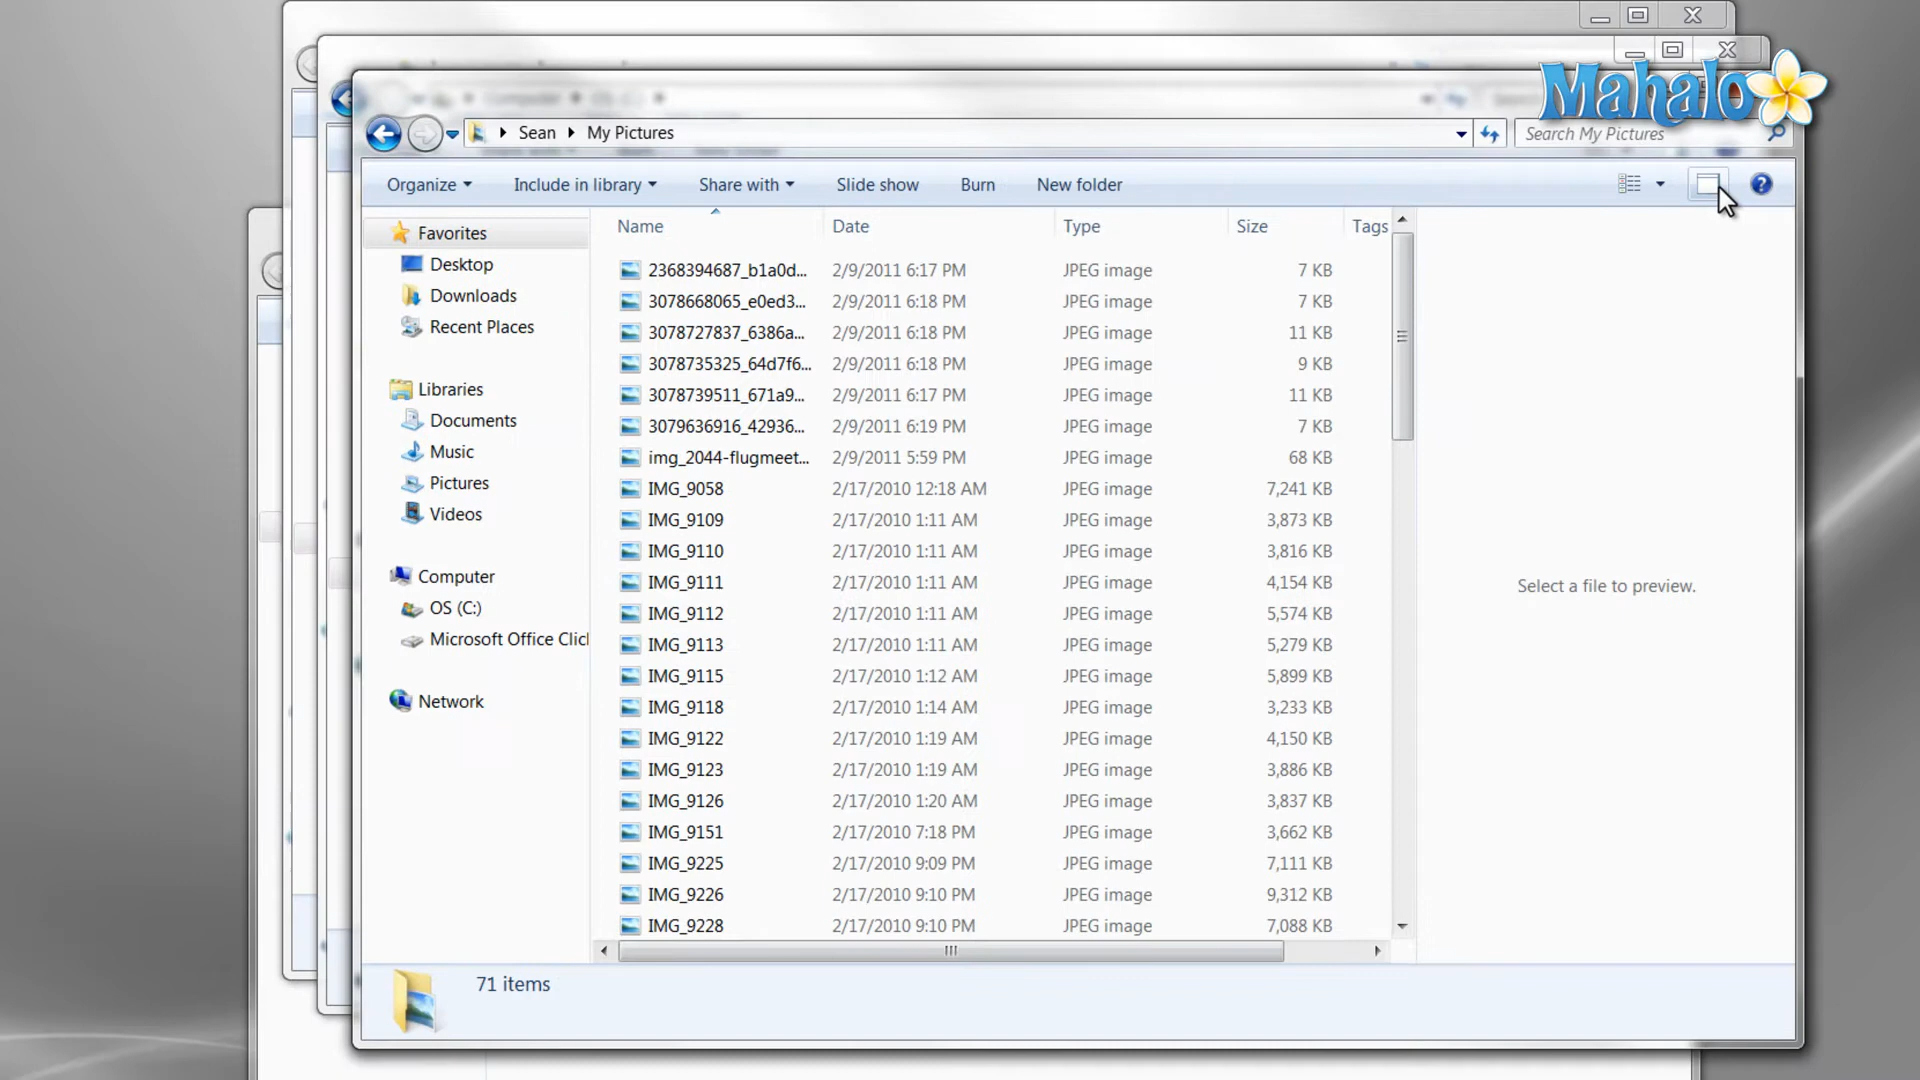 Mahalo
Sean My Pictures
Search My Pictures
Organize Include in library Share with Slide show Burn New folder
Favorites
Desktop
Downloads
Recent Places
Libraries
Documents
Music
Pictures
Videos
Computer
OS (C:)
Microsoft Office Clic
Network
Name Date Type Size Tags
2368394687_b1a0d... 2/9/2011 6:17 PM JPEG image 7 KB
3078668065_e0ed3... 2/9/2011 6:18 PM JPEG image 7 KB
3078727837_6386a... 2/9/2011 6:18 PM JPEG image 11 KB
3078735325_64d7f6... 2/9/2011 6:18 PM JPEG image 9 KB
3078739511_671a9... 2/9/2011 6:17 PM JPEG image 11 KB
3079636916_42936... 2/9/2011 6:19 PM JPEG image 7 KB
img_2044-flugmeet... 2/9/2011 5:59 PM JPEG image 68 KB
IMG_9058 2/17/2010 12:18 AM JPEG image 7,241 KB
IMG_9109 2/17/2010 1:11 AM JPEG image 3,873 KB
IMG_9110 2/17/2010 1:11 AM JPEG image 3,816 KB
IMG_9111 2/17/2010 1:11 AM JPEG image 4,154 KB
IMG_9112 2/17/2010 1:11 AM JPEG image 5,574 KB
IMG_9113 2/17/2010 1:11 AM JPEG image 5,279 KB
IMG_9115 2/17/2010 1:12 AM JPEG image 5,899 KB
IMG_9118 2/17/2010 1:14 AM JPEG image 3,233 KB
IMG_9122 2/17/2010 1:19 AM JPEG image 4,150 KB
IMG_9123 2/17/2010 1:19 AM JPEG image 3,886 KB
IMG_9126 2/17/2010 1:20 AM JPEG image 3,837 KB
IMG_9151 2/17/2010 7:18 PM JPEG image 3,662 KB
IMG_9225 2/17/2010 9:09 PM JPEG image 7,111 KB
IMG_9226 2/17/2010 9:10 PM JPEG image 9,312 KB
IMG_9228 2/17/2010 9:10 PM JPEG image 7,088 KB
Select a file to preview.
71 items